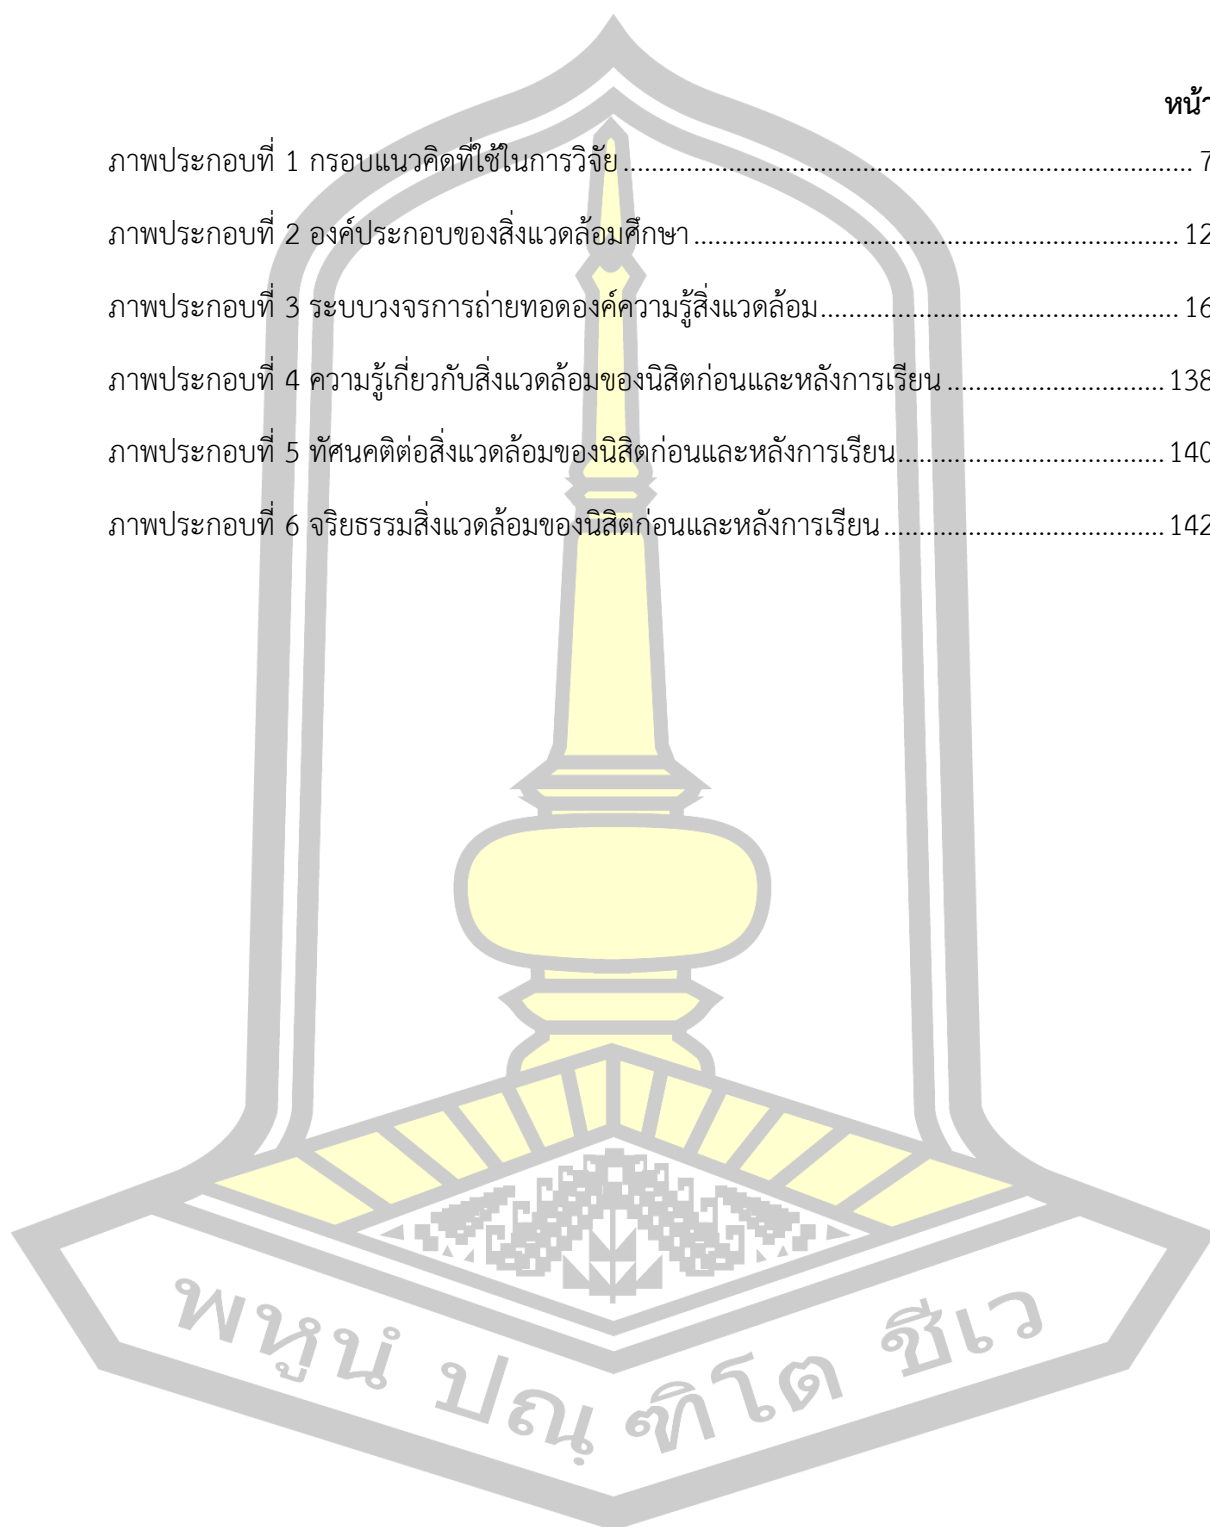 หน้า
ภาพประกอบที่ 1 กรอบแนวคิดที่ใช้ในการวิจัย ........................................................................ 7
ภาพประกอบที่ 2 องค์ประกอบของสิ่งแวดล้อมศึกษา ............................................................. 12
ภาพประกอบที่ 3 ระบบวงจรการถ่ายทอดองค์ความรู้สิ่งแวดล้อม............................................. 16
ภาพประกอบที่ 4 ความรู้เกี่ยวกับสิ่งแวดล้อมของนิสิตก่อนและหลังการเรียน ........................... 138
ภาพประกอบที่ 5 ทัศนคติต่อสิ่งแวดล้อมของนิสิตก่อนและหลังการเรียน.................................. 140
ภาพประกอบที่ 6 จริยธรรมสิ่งแวดล้อมของนิสิตก่อนและหลังการเรียน ................................... 142
พหูนํ ปณฺฑิโต ชีเว